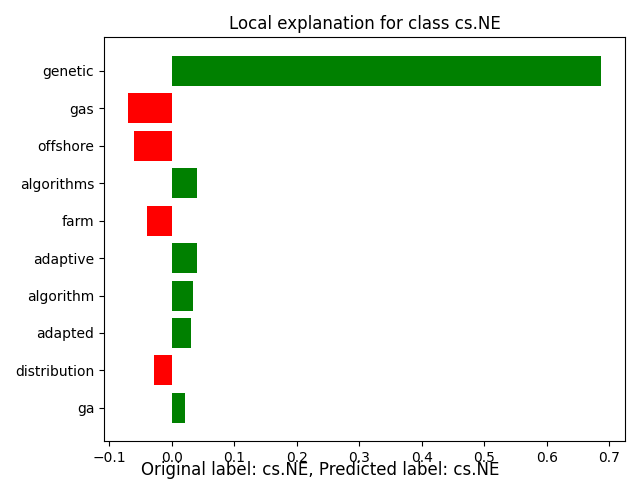 Local explanation for class cs.NE
genetic
gas
offshore
algorithms
farm
adaptive
algorithm
adapted
distribution
ga
−0.1 0.0 0.1 0.2 0.3 0.4 0.5 0.6 0.7
Original label: cs.NE, Predicted label: cs.NE